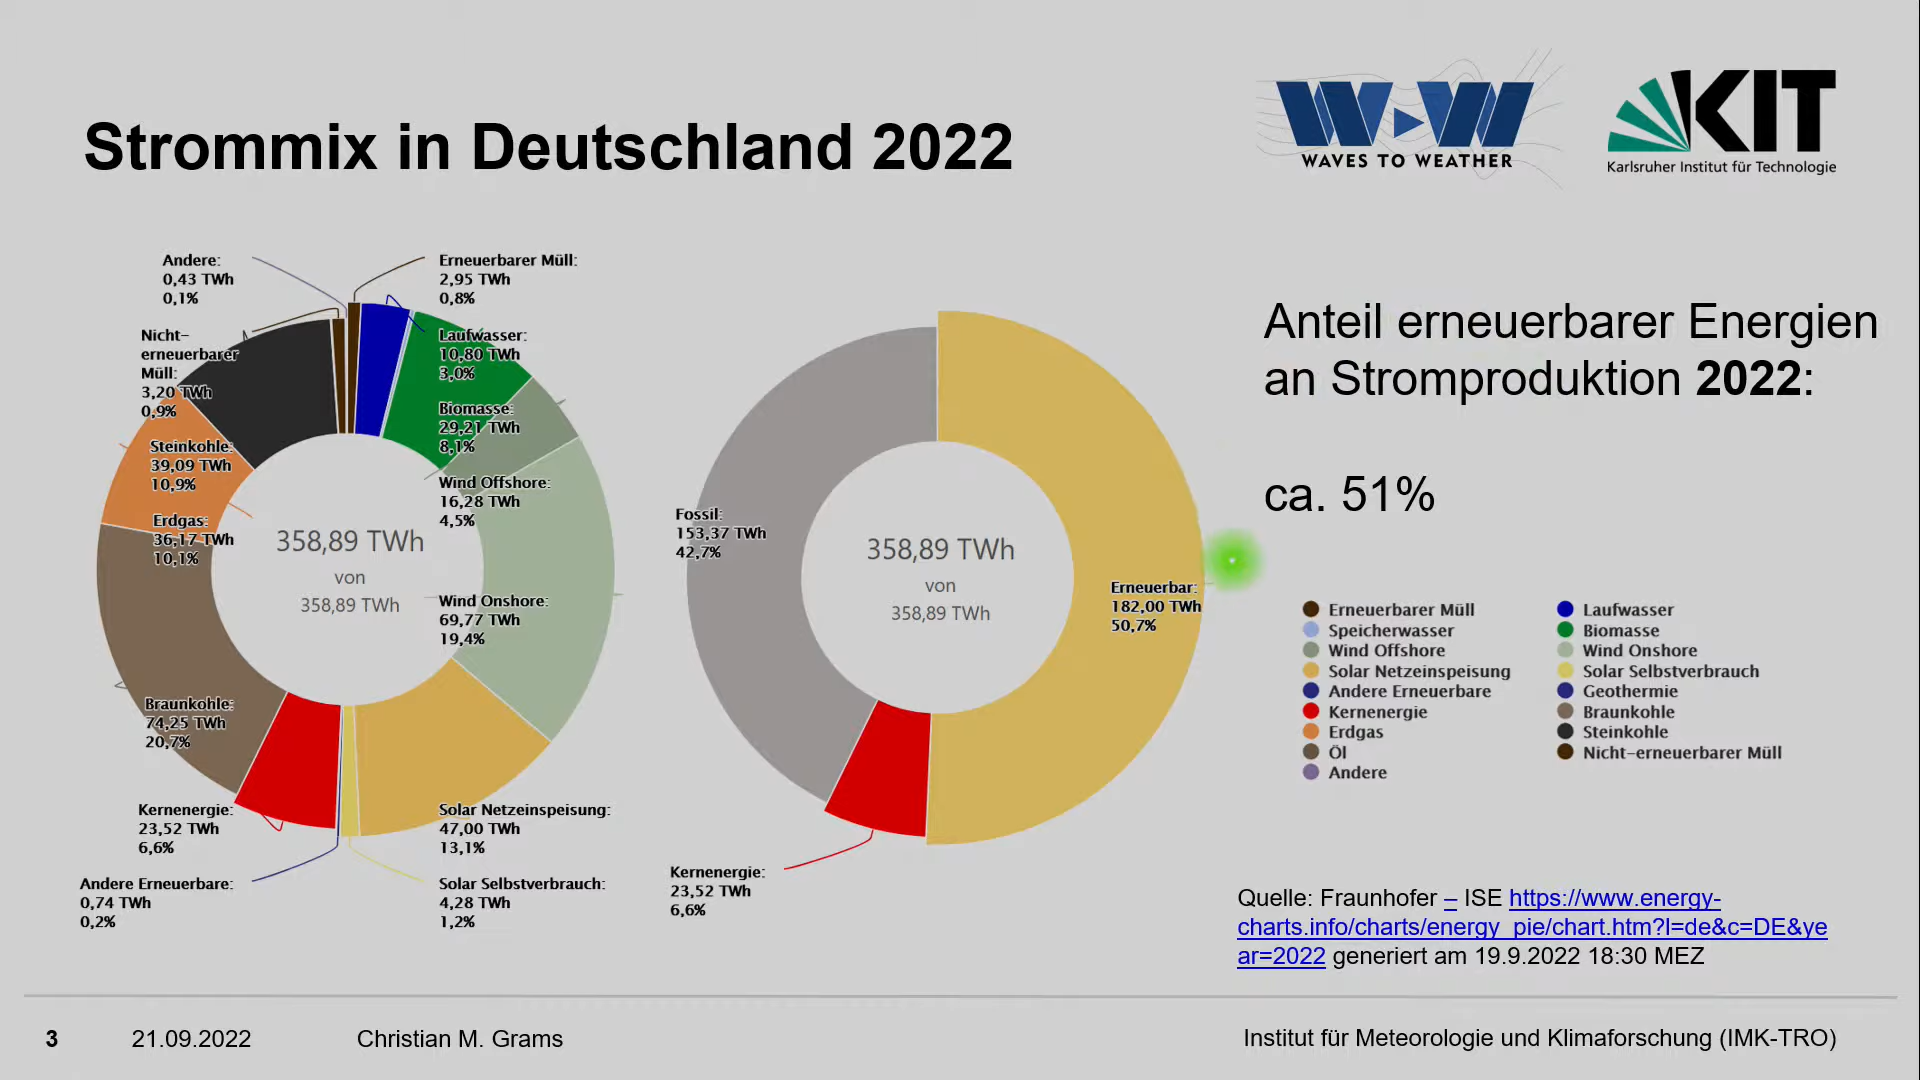 Strommix in Deutschland 2022
WAVES TO WEATHER
KIT
Karlsruher Institut für Technologie
Andere:
0,43 TWh
0,1%
Erneuerbarer Müll:
2,95 TWh
0,8%
Nicht-
erneuerbarer
Müll:
3,20 TWh
0,9%
Laufwasser:
10,80 TWh
3,0%
Biomasse:
29,21 TWh
8,1%
Steinkohle:
39,09 TWh
10,9%
Wind Offshore:
16,28 TWh
4,5%
Erdgas:
36,17 TWh
10,1%
358,89 TWh
von
358,89 TWh
Wind Onshore:
69,77 TWh
19,4%
Braunkohle:
74,25 TWh
20,7%
Kernenergie:
23,52 TWh
6,6%
Solar Netzeinspeisung:
47,00 TWh
13,1%
Andere Erneuerbare:
0,74 TWh
0,2%
Solar Selbstverbrauch:
4,28 TWh
1,2%
Fossil:
153,37 TWh
42,7%
358,89 TWh
von
358,89 TWh
Erneuerbar:
182,00 TWh
50,7%
Kernenergie:
23,52 TWh
6,6%
Anteil erneuerbarer Energien
an Stromproduktion 2022:
ca. 51%
Erneuerbarer Müll
Laufwasser
Speicherwasser
Biomasse
Wind Offshore
Wind Onshore
Solar Netzeinspeisung
Solar Selbstverbrauch
Andere Erneuerbare
Geothermie
Kernenergie
Braunkohle
Erdgas
Steinkohle
Öl
Nicht-erneuerbarer Müll
Andere
Quelle: Fraunhofer – ISE https://www.energy-
charts.info/charts/energy_pie/chart.htm?l=de&c=DE&ye
ar=2022 generiert am 19.9.2022 18:30 MEZ
3
21.09.2022
Christian M. Grams
Institut für Meteorologie und Klimaforschung (IMK-TRO)